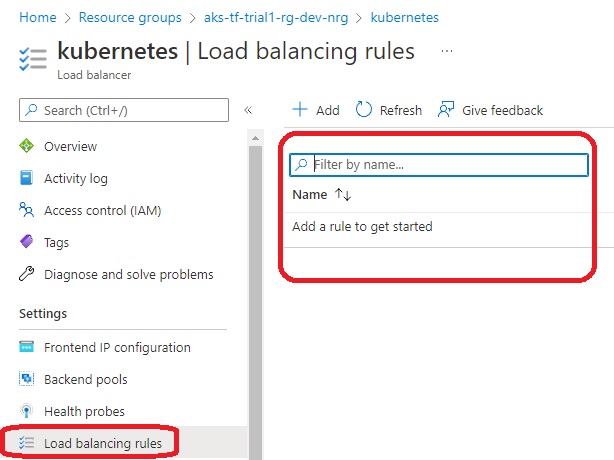 Home > Resource groups > aks-tf-trial1-rg-dev-nrg > kubernetes
kubernetes | Load balancing rules ...
Load balancer
Search (Ctrl+/)
«
Add
Refresh
Give feedback
Overview
Activity log
Access control (IAM)
Tags
Diagnose and solve problems
Settings
Frontend IP configuration
Backend pools
Health probes
Load balancing rules
Filter by name...
Name ↑↓
Add a rule to get started